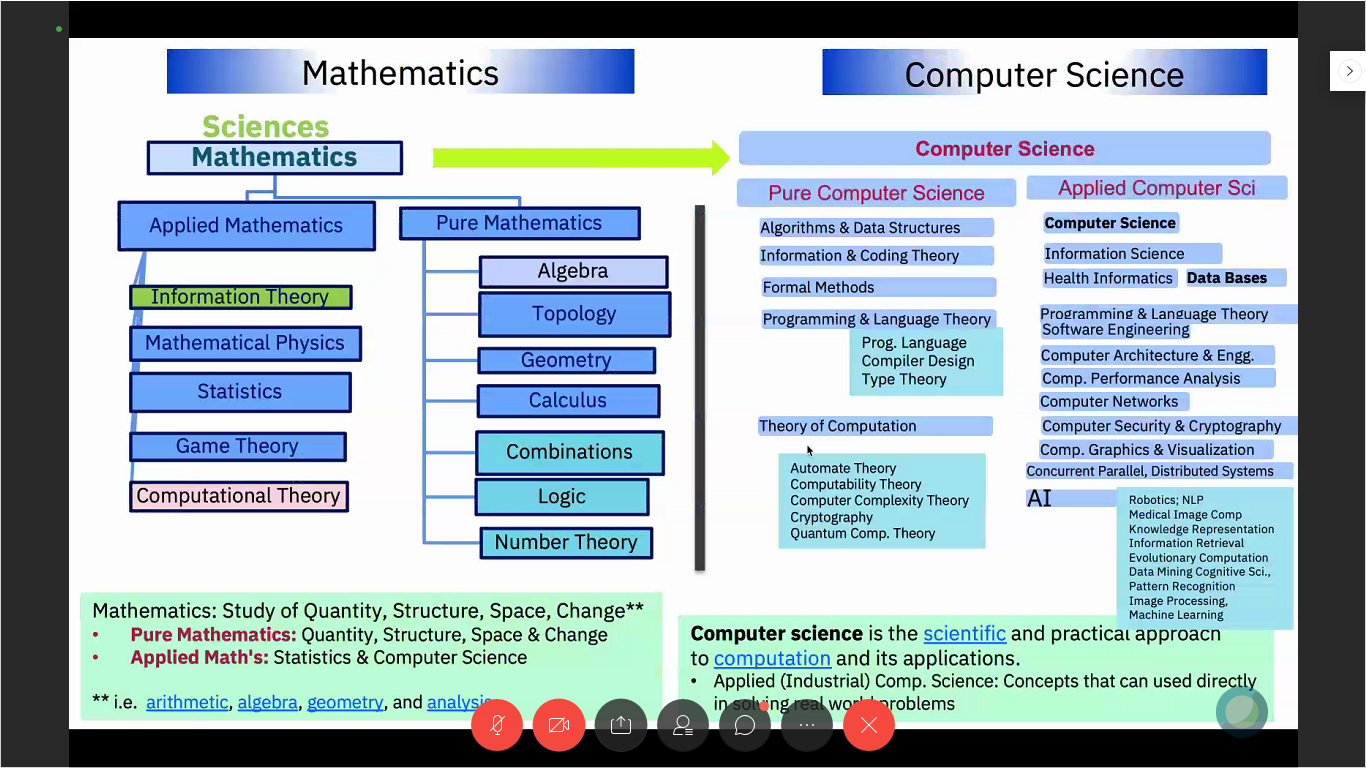 Mathematics
Computer Science
Sciences
Mathematics
Applied Mathematics
Information Theory
Mathematical Physics
Statistics
Game Theory
Computational Theory
Pure Mathematics
Algebra
Topology
Geometry
Calculus
Combinations
Logic
Number Theory
Mathematics: Study of Quantity, Structure, Space, Change**
• Pure Mathematics: Quantity, Structure, Space & Change
• Applied Math's: Statistics & Computer Science
** i.e. arithmetic, algebra, geometry, and analysis
Computer Science
Pure Computer Science
Algorithms & Data Structures
Information & Coding Theory
Formal Methods
Programming & Language Theory
Prog. Language
Compiler Design
Type Theory
Theory of Computation
Automate Theory
Computability Theory
Computer Complexity Theory
Cryptography
Quantum Comp. Theory
Applied Computer Sci
Computer Science
Information Science
Health Informatics Data Bases
Programming & Language Theory
Software Engineering
Computer Architecture & Engg.
Comp. Performance Analysis
Computer Networks
Computer Security & Cryptography
Comp. Graphics & Visualization
Concurrent Parallel, Distributed Systems
AI
Robotics; NLP
Medical Image Comp
Knowledge Representation
Information Retrieval
Evolutionary Computation
Data Mining Cognitive Sci.,
Pattern Recognition
Image Processing,
Machine Learning
Computer science is the scientific and practical approach
to computation and its applications.
• Applied (Industrial) Comp. Science: Concepts that can used directly
in solving real world problems